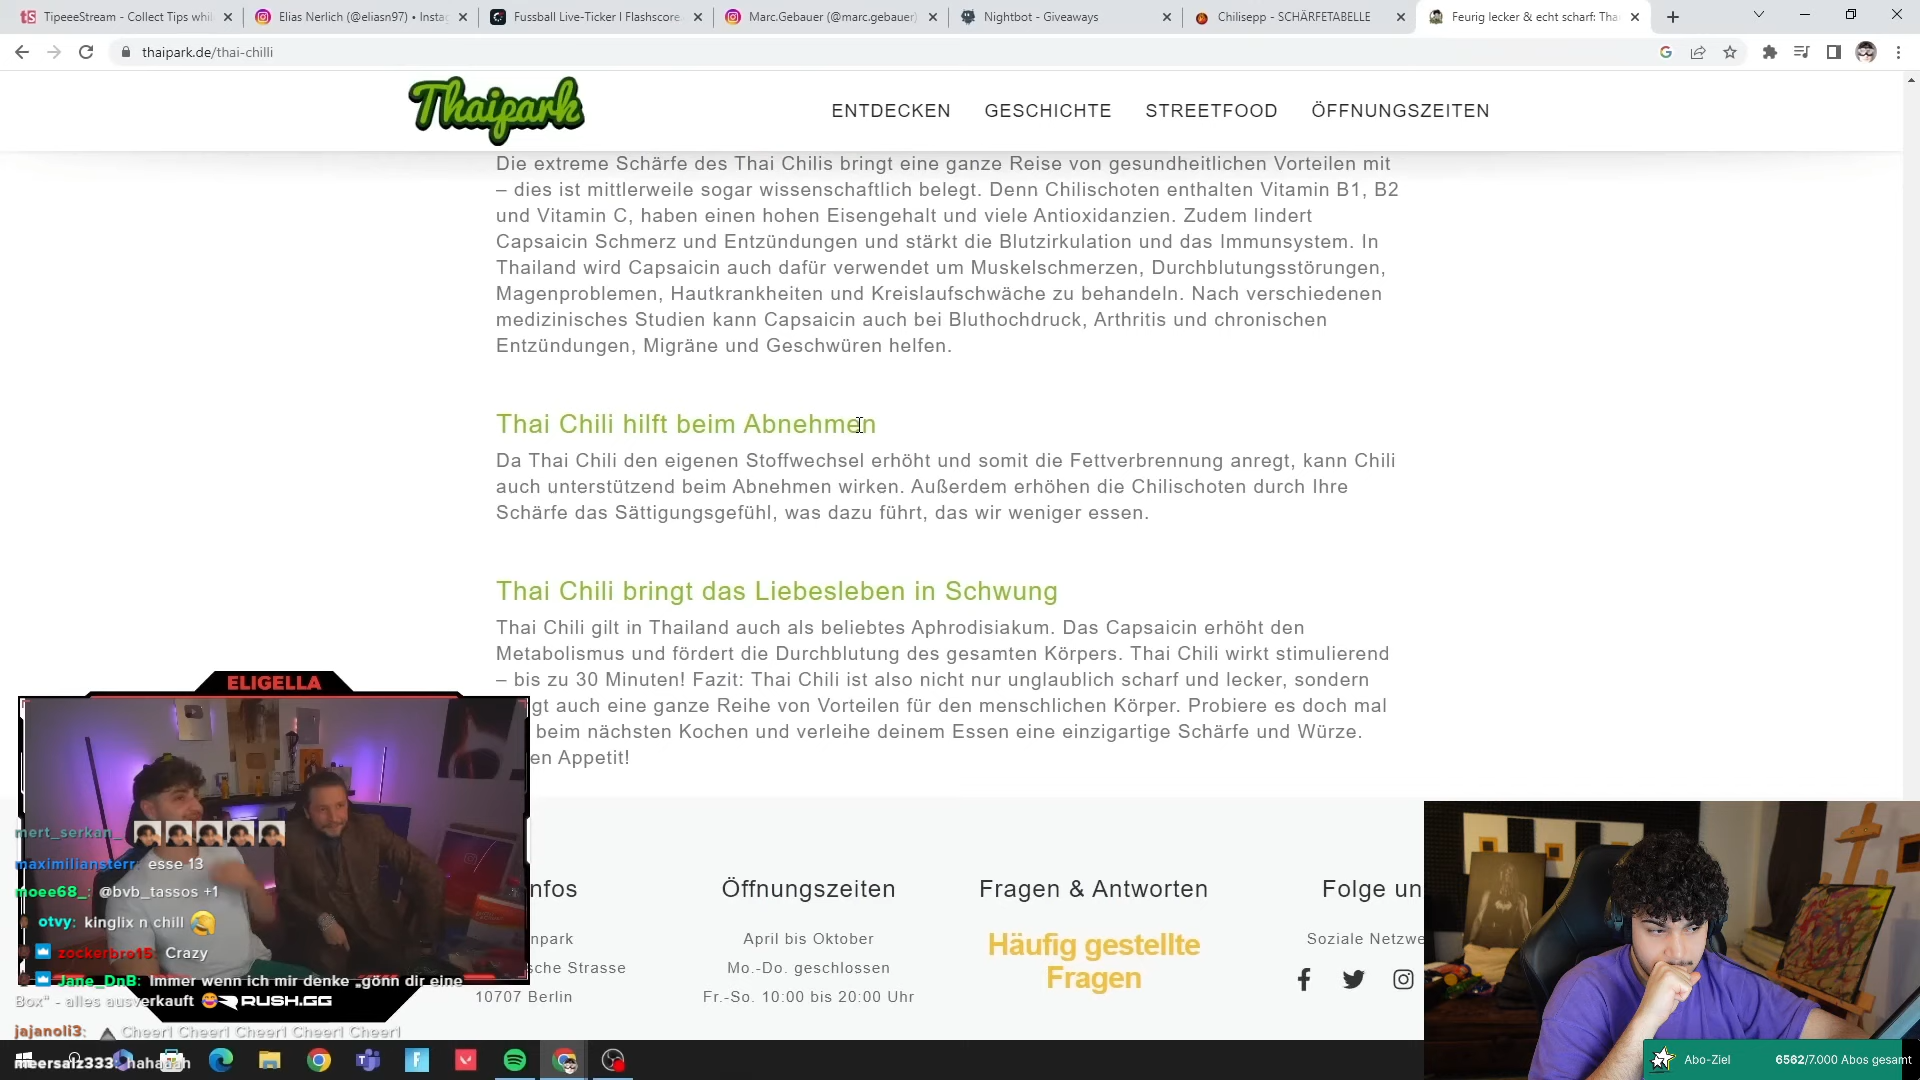 TipeeeStream - Collect Tips whil
Elias Nerlich (@eliasn97) • Insta
Fussball Live-Ticker | Flashscore.
Marc.Gebauer (@marc.gebauer)
Nightbot - Giveaways
Chilisepp - SCHÄRFETABELLE
Feurig lecker & echt scharf: Tha
thaipark.de/thai-chilli
Thaipark
ENTDECKEN
GESCHICHTE
STREETFOOD
ÖFFNUNGSZEITEN
Die extreme Schärfe des Thai Chilis bringt eine ganze Reise von gesundheitlichen Vorteilen mit
– dies ist mittlerweile sogar wissenschaftlich belegt. Denn Chilischoten enthalten Vitamin B1, B2
und Vitamin C, haben einen hohen Eisengehalt und viele Antioxidanzien. Zudem lindert
Capsaicin Schmerz und Entzündungen und stärkt die Blutzirkulation und das Immunsystem. In
Thailand wird Capsaicin auch dafür verwendet um Muskelschmerzen, Durchblutungsstörungen,
Magenproblemen, Hautkrankheiten und Kreislaufschwäche zu behandeln. Nach verschiedenen
medizinisches Studien kann Capsaicin auch bei Bluthochdruck, Arthritis und chronischen
Entzündungen, Migräne und Geschwüren helfen.
Thai Chili hilft beim Abnehmen
Da Thai Chili den eigenen Stoffwechsel erhöht und somit die Fettverbrennung anregt, kann Chili
auch unterstützend beim Abnehmen wirken. Außerdem erhöhen die Chilischoten durch Ihre
Schärfe das Sättigungsgefühl, was dazu führt, das wir weniger essen.
Thai Chili bringt das Liebesleben in Schwung
Thai Chili gilt in Thailand auch als beliebtes Aphrodisiakum. Das Capsaicin erhöht den
Metabolismus und fördert die Durchblutung des gesamten Körpers. Thai Chili wirkt stimulierend
– bis zu 30 Minuten! Fazit: Thai Chili ist also nicht nur unglaublich scharf und lecker, sondern
gt auch eine ganze Reihe von Vorteilen für den menschlichen Körper. Probiere es doch mal
beim nächsten Kochen und verleihe deinem Essen eine einzigartige Schärfe und Würze.
en Appetit!
ELIGELLA
mert_serkan_
maximiliansterr: esse 13
moee68_: @bvb_tassos +1
otvy: kinglix n chill
zockerbro15: Crazy
Jane_DnB: Immer wenn ich mir denke „gönn dir eine
Box" - alles ausverkauft
RUSH.GG
jajanoli3: Cheer1 Cheer1 Cheer1 Cheer1 Cheer1
meersalz333: hahahah
nfos
npark
sche Strasse
10707 Berlin
Öffnungszeiten
April bis Oktober
Mo.-Do. geschlossen
Fr.-So. 10:00 bis 20:00 Uhr
Fragen & Antworten
Häufig gestellte
Fragen
Folge un
Soziale Netzwe
Abo-Ziel
6562/7.000 Abos gesamt